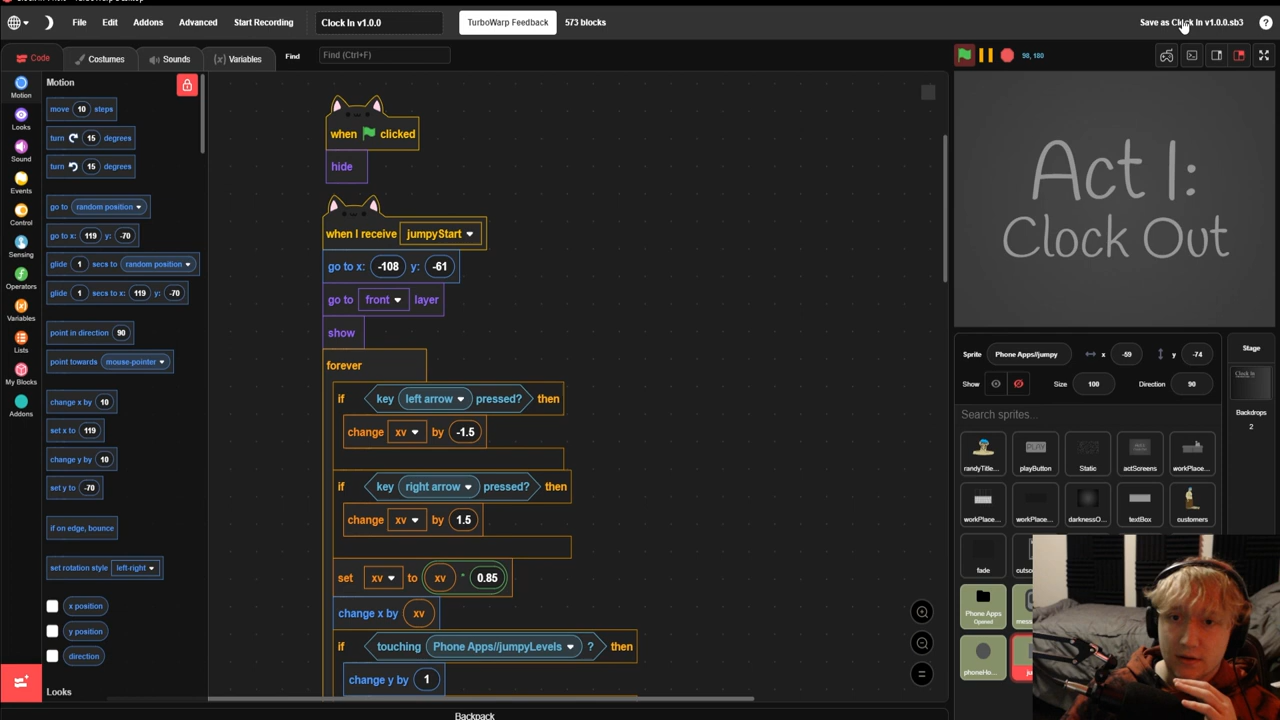 File Edit Addons Advanced Start Recording Clock In v1.0.0 TurboWarp Feedback 573 blocks Save as Clock In v1.0.0.sb3 ?
Code Costumes Sounds Variables Find Find (Ctrl+F) 98, 180
Motion
Looks
Sound
Events
Control
Sensing
Operators
Variables
Lists
My Blocks
Addons
Motion
move 10 steps
turn 15 degrees
turn 15 degrees
go to random position
go to x: 119 y: -70
glide 1 secs to random position
glide 1 secs to x: 119 y: -70
point in direction 90
point towards mouse-pointer
change x by 10
set x to 119
change y by 10
set y to -70
if on edge, bounce
set rotation style left-right
x position
y position
direction
Looks
when clicked
hide
when I receive jumpyStart
go to x: -108 y: -61
go to front layer
show
forever
if key left arrow pressed? then
change xv by -1.5
if key right arrow pressed? then
change xv by 1.5
set xv to xv * 0.85
change x by xv
if touching Phone Apps//jumpyLevels ? then
change y by 1
Backpack
Act 1:
Clock Out
Sprite Phone Apps//jumpy x -59 y -74
Show Size 100 Direction 90
Search sprites...
randyTitle... playButton Static actScreens workPlace...
workPlace... workPlace... darknessO... textBox customers
fade
Phone Apps
Opened
phoneHo...
Stage
Backdrops
2